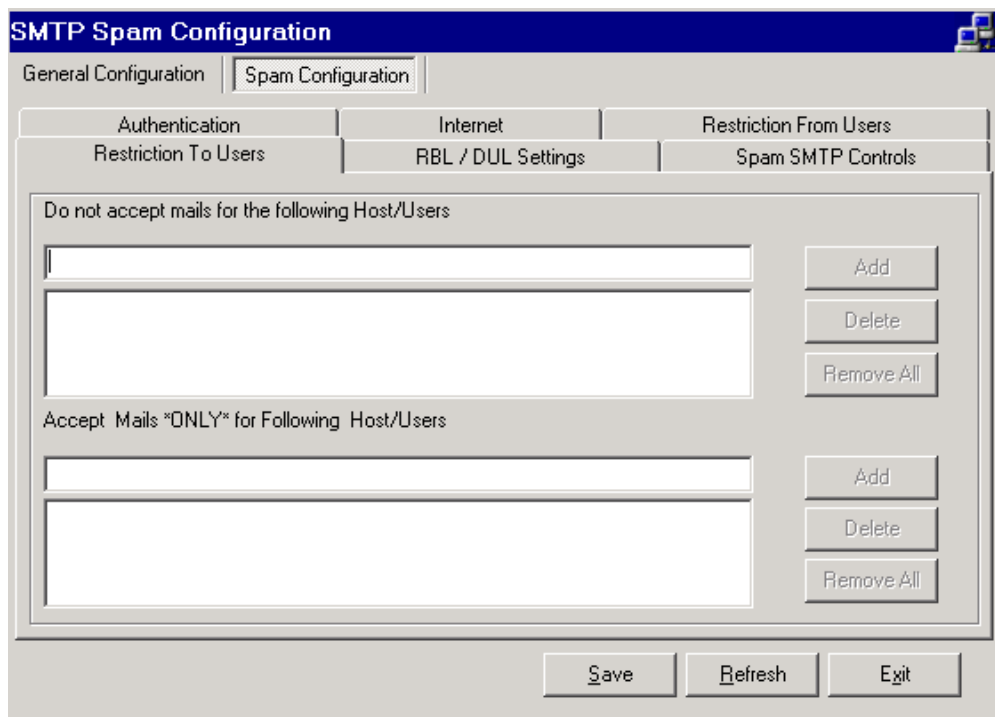 SMTP Spam Configuration
General Configuration
Spam Configuration
Authentication
Internet
Restriction From Users
Restriction To Users
RBL / DUL Settings
Spam SMTP Controls
Do not accept mails for the following Host/Users
Add
Delete
Remove All
Accept Mails *ONLY* for Following Host/Users
Add
Delete
Remove All
Save
Refresh
Exit